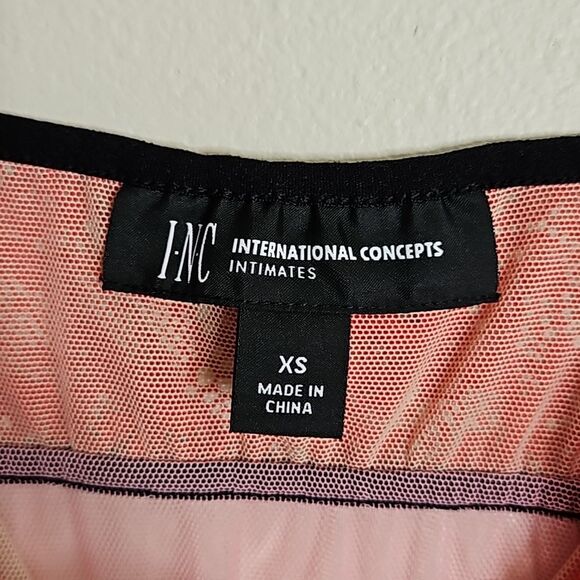 I·N·C INTERNATIONAL CONCEPTS
INTIMATES
XS
MADE IN
CHINA